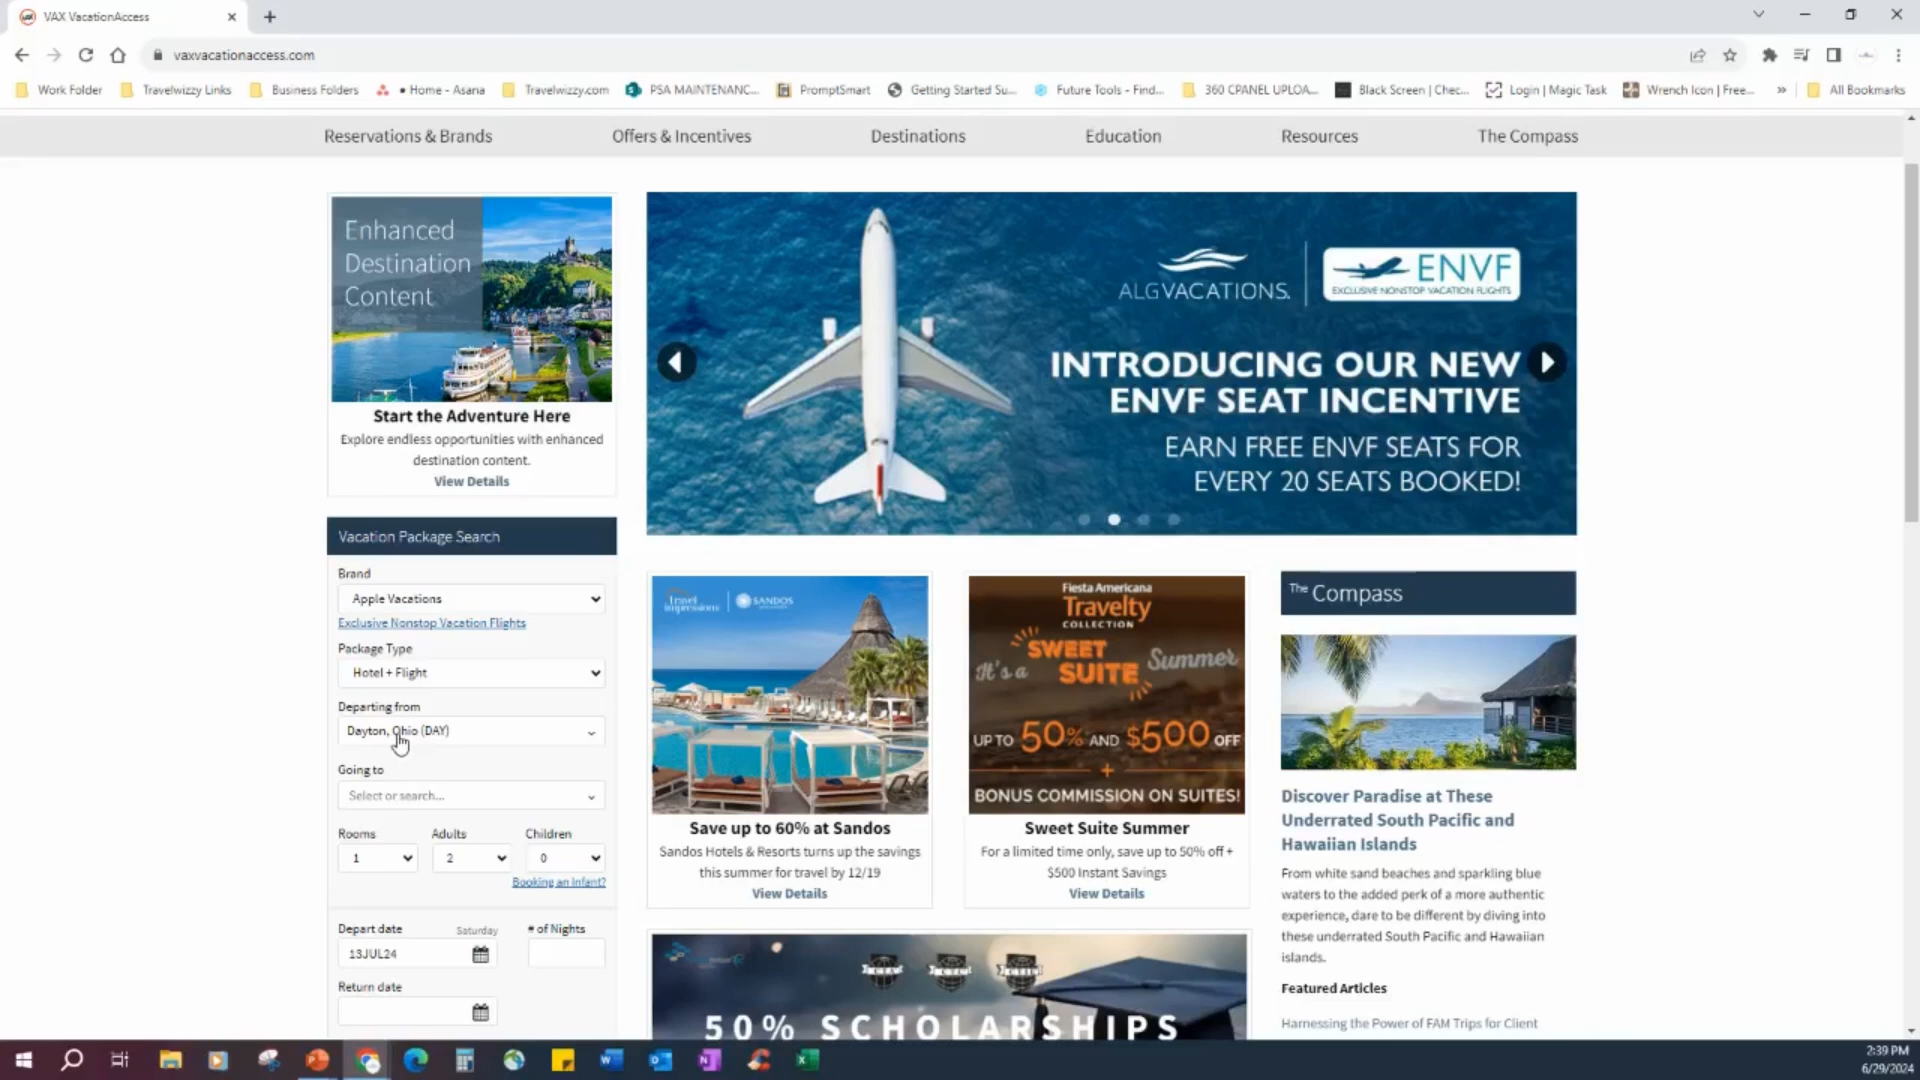 VAX VacationAccess
vaxvacationaccess.com
Work Folder
Travelwizzy Links
Business Folders
• Home - Asana
Travelwizzy.com
PSA MAINTENANC...
PromptSmart
Getting Started Su...
Future Tools - Find...
360 CPANEL UPLOA...
Black Screen | Chec...
Login | Magic Task
Wrench Icon | Free...
»
All Bookmarks
Reservations & Brands
Offers & Incentives
Destinations
Education
Resources
The Compass
Enhanced
Destination
Content
Start the Adventure Here
Explore endless opportunities with enhanced
destination content.
View Details
ALGVACATIONS.
ENVF
EXCLUSIVE NONSTOP VACATION FLIGHTS
INTRODUCING OUR NEW
ENVF SEAT INCENTIVE
EARN FREE ENVF SEATS FOR
EVERY 20 SEATS BOOKED!
Vacation Package Search
Brand
Apple Vacations
Exclusive Nonstop Vacation Flights
Package Type
Hotel + Flight
Departing from
Dayton, Ohio (DAY)
Going to
Select or search...
Rooms
Adults
Children
1
2
0
Booking an Infant?
Depart date
Saturday
# of Nights
13JUL24
Return date
Travel
Impressions
SANDOS
Save up to 60% at Sandos
Sandos Hotels & Resorts turns up the savings
this summer for travel by 12/19
View Details
Fiesta Americana
Travelty
COLLECTION
It's a
SWEET
SUITE
Summer
UP TO 50% AND $500 OFF
+
BONUS COMMISSION ON SUITES!
Sweet Suite Summer
For a limited time only, save up to 50% off +
$500 Instant Savings
View Details
50% SCHOLARSHIPS
The Compass
Discover Paradise at These
Underrated South Pacific and
Hawaiian Islands
From white sand beaches and sparkling blue
waters to the added perk of a more authentic
experience, dare to be different by diving into
these underrated South Pacific and Hawaiian
islands.
Featured Articles
Harnessing the Power of FAM Trips for Client
2:39 PM
6/29/2024